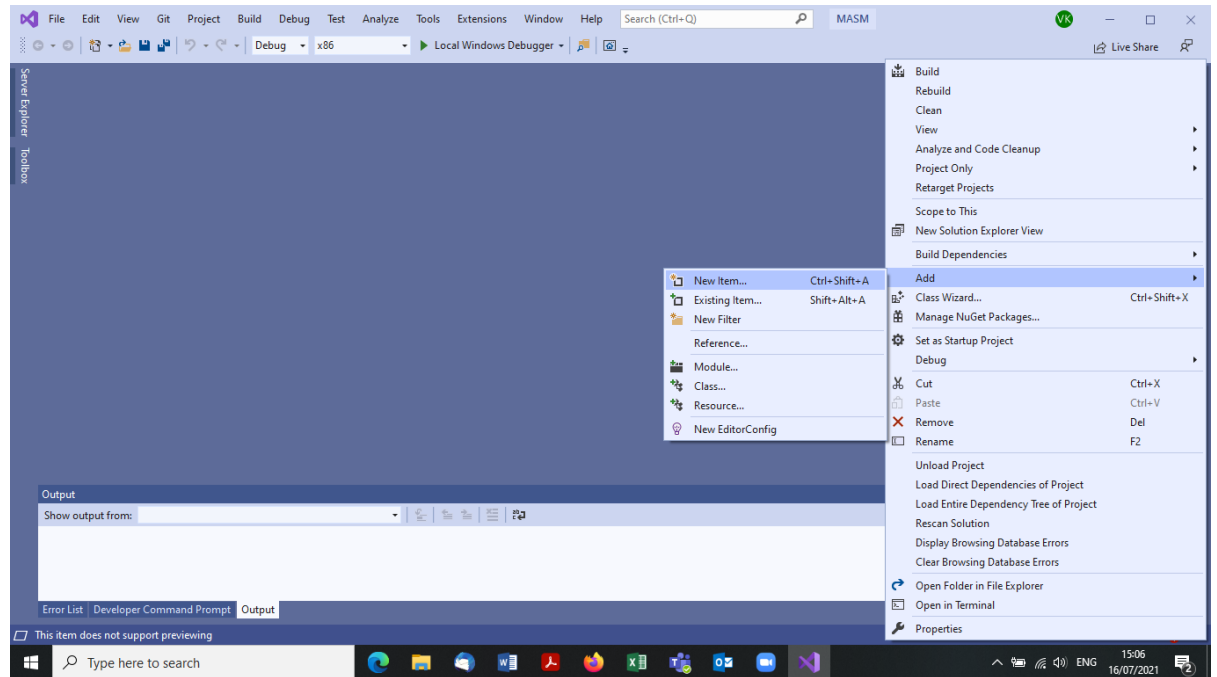 File Edit View Git Project Build Debug Test Analyze Tools Extensions Window Help Search (Ctrl+Q) MASM VK
Debug x86 Local Windows Debugger Live Share
Server Explorer
Toolbox
Build
Rebuild
Clean
View
Analyze and Code Cleanup
Project Only
Retarget Projects
Scope to This
New Solution Explorer View
Build Dependencies
Add
Class Wizard... Ctrl+Shift+X
Manage NuGet Packages...
Set as Startup Project
Debug
Cut Ctrl+X
Paste Ctrl+V
Remove Del
Rename F2
Unload Project
Load Direct Dependencies of Project
Load Entire Dependency Tree of Project
Rescan Solution
Display Browsing Database Errors
Clear Browsing Database Errors
Open Folder in File Explorer
Open in Terminal
Properties
New Item... Ctrl+Shift+A
Existing Item... Shift+Alt+A
New Filter
Reference...
Module...
Class...
Resource...
New EditorConfig
Output
Show output from:
Error List Developer Command Prompt Output
This item does not support previewing
Type here to search ENG 15:06
16/07/2021 2